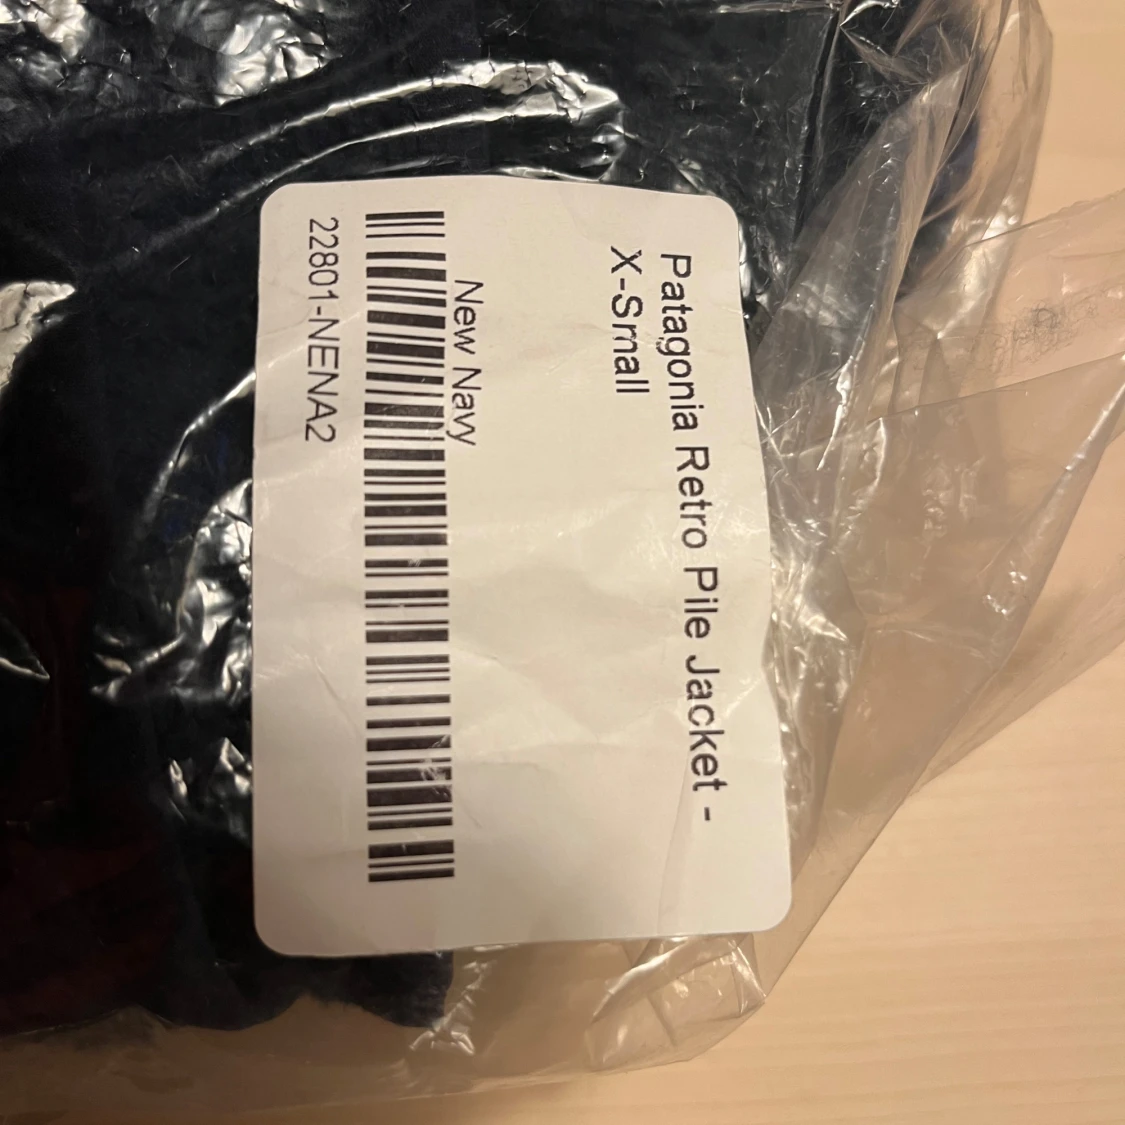 Patagonia Retro Pile Jacket -
X-Small
New Navy
22801-NENA2